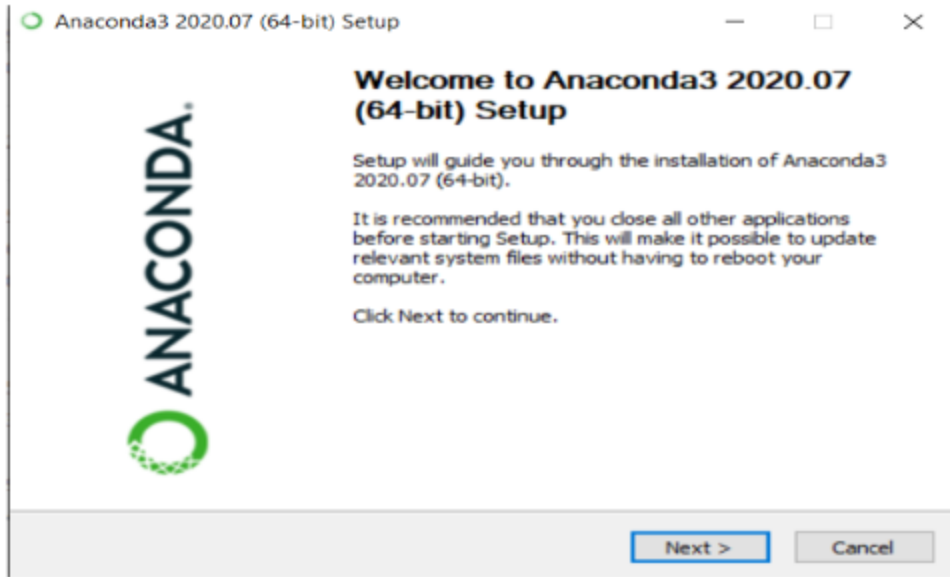 Anaconda3 2020.07 (64-bit) Setup
Welcome to Anaconda3 2020.07
(64-bit) Setup
Setup will guide you through the installation of Anaconda3
2020.07 (64-bit).
It is recommended that you close all other applications
before starting Setup. This will make it possible to update
relevant system files without having to reboot your
computer.
Click Next to continue.
ANACONDA.
Next >
Cancel